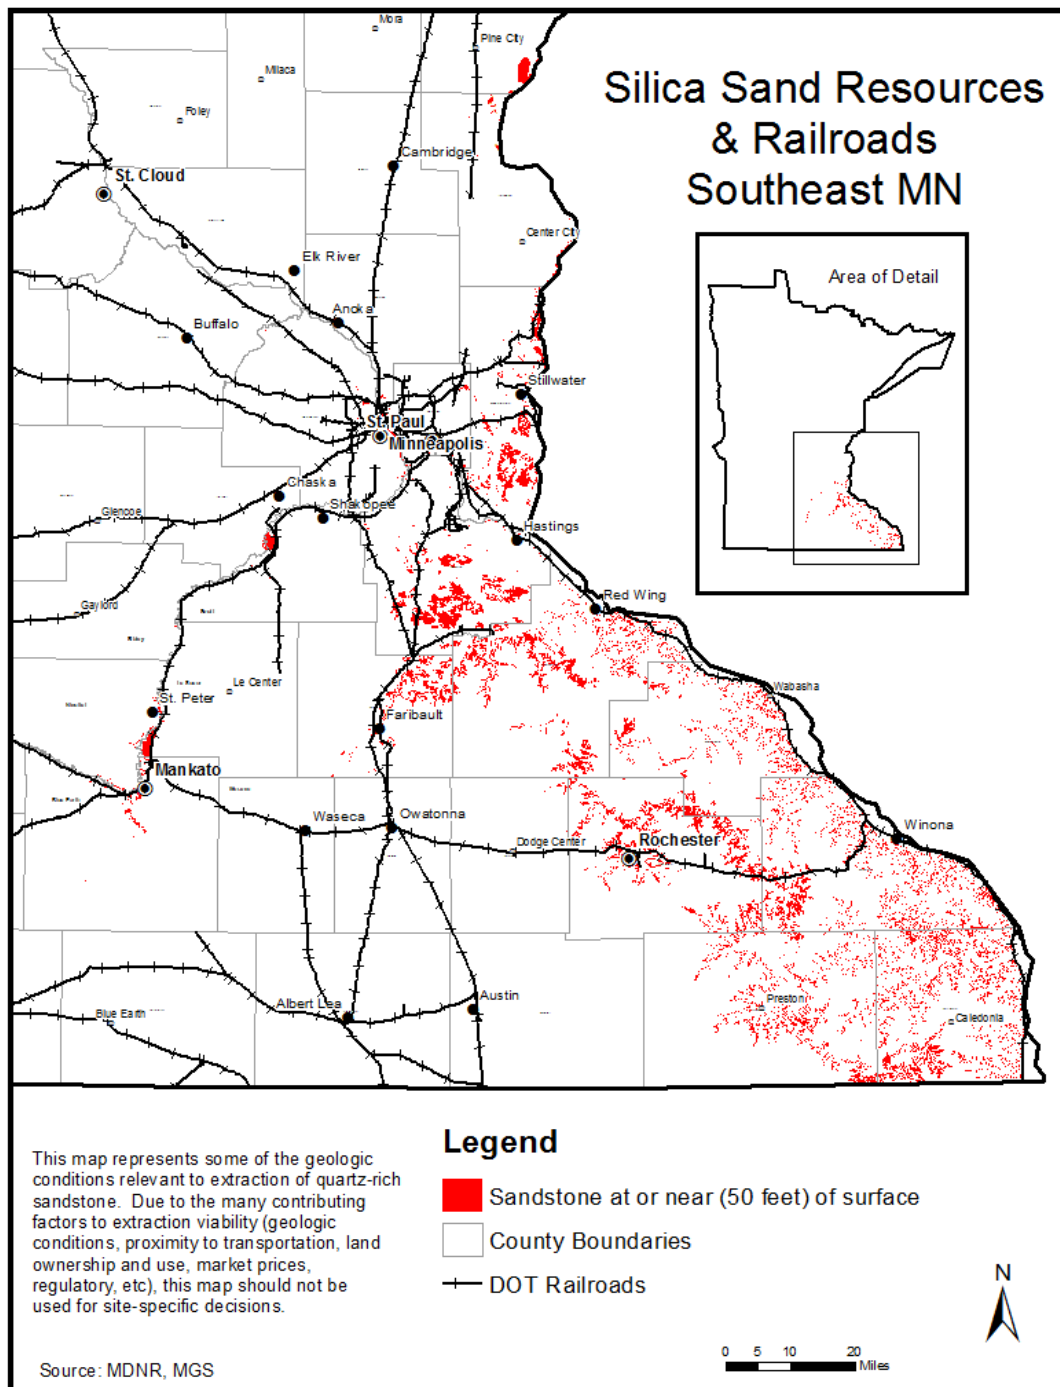 Mora
Pine City
Milaca
Foley
Silica Sand Resources
& Railroads
Southeast MN
Cambridge
St. Cloud
Center City
Area of Detail
Elk River
Anoka
Buffalo
Stillwater
St. Paul
Minneapolis
Chaska
Shakopee
Glencoe
Hastings
Red Wing
Gaylord
Le Center
Wabasha
St. Peter
Faribault
Mankato
Waseca
Owatonna
Winona
Dodge Center
Rochester
Albert Lea
Austin
Preston
Blue Earth
Caledonia
This map represents some of the geologic
conditions relevant to extraction of quartz-rich
sandstone. Due to the many contributing
factors to extraction viability (geologic
conditions, proximity to transportation, land
ownership and use, market prices,
regulatory, etc), this map should not be
used for site-specific decisions.
Source: MDNR, MGS
Legend
Sandstone at or near (50 feet) of surface
County Boundaries
DOT Railroads
N
0 5 10 20
Miles